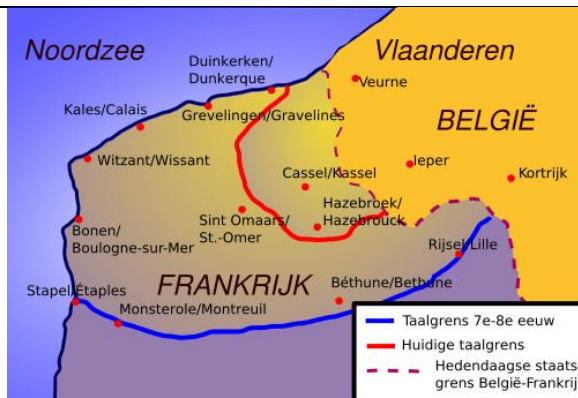 Noordzee
Vlaanderen
Duinkerken/
Dunkerque
Veurne
Kales/Calais
Grevelingen/Gravelines
BELGIË
Witzant/Wissant
Ieper
Cassel/Kassel
Kortrijk
Hazebroek/
Hazebrouck
Sint Omaars/
St.-Omer
Bonen/
Boulogne-sur-Mer
Rijsel/Lille
FRANKRIJK
Stapel/Étaples
Béthune/Bethune
Monsterole/Montreuil
Taalgrens 7e-8e eeuw
Huidige taalgrens
Hedendaagse staats
grens België-Frankrij